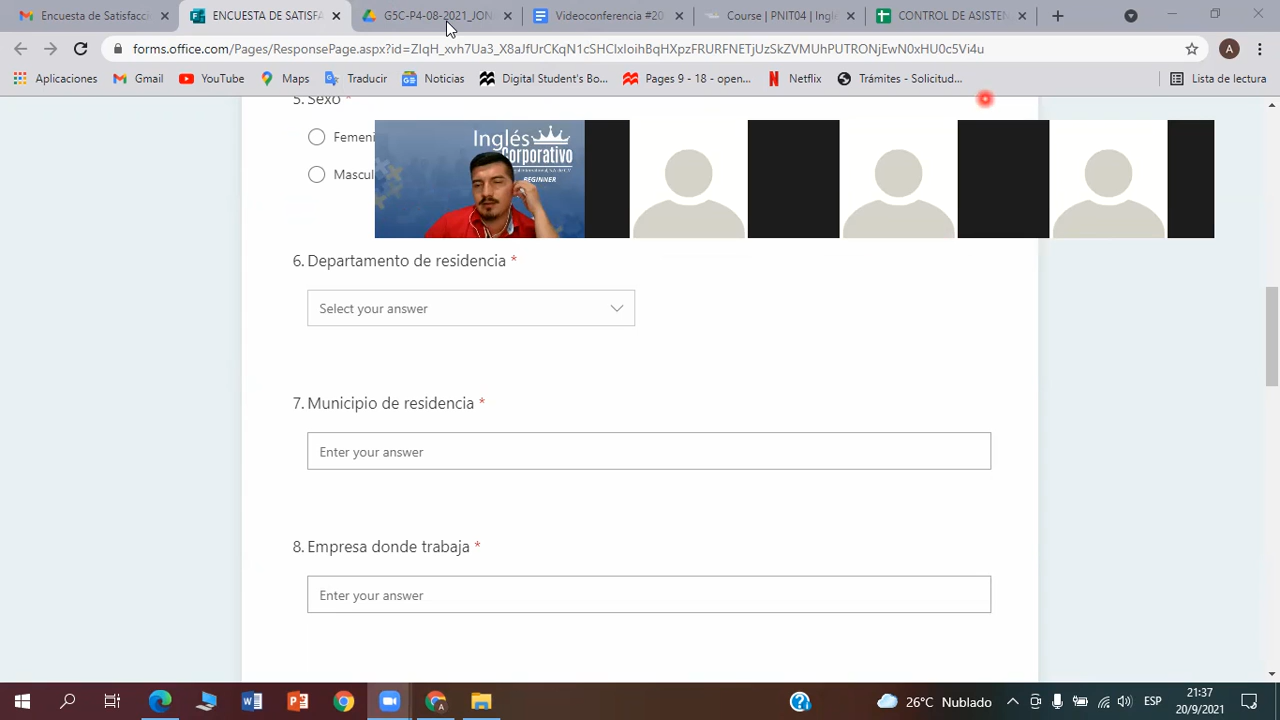 Encuesta de Satisfacci
ENCUESTA DE SATISFA
G5C-P4-08-2021_JON
Videoconferencia #20
Course | PNIT04 | Ingl
CONTROL DE ASISTEN
forms.office.com/Pages/ResponsePage.aspx?id=ZIqH_xvh7Ua3_X8aJfUrCKqN1cSHClxIoihBqHXpzFRURFNETjUzSkZVMUhPUTRONjEwN0xHU0c5Vi4u
A
Aplicaciones
Gmail
YouTube
Maps
Traducir
Noticias
Digital Student's Bo...
Pages 9 - 18 - open...
Netflix
Trámites - Solicitud...
Lista de lectura
5. Sexo *
Femeni
Mascul
Inglés
Corporativo
BEGINNER
6. Departamento de residencia *
Select your answer
7. Municipio de residencia *
Enter your answer
8. Empresa donde trabaja *
Enter your answer
26°C Nublado
ESP
21:37
20/9/2021